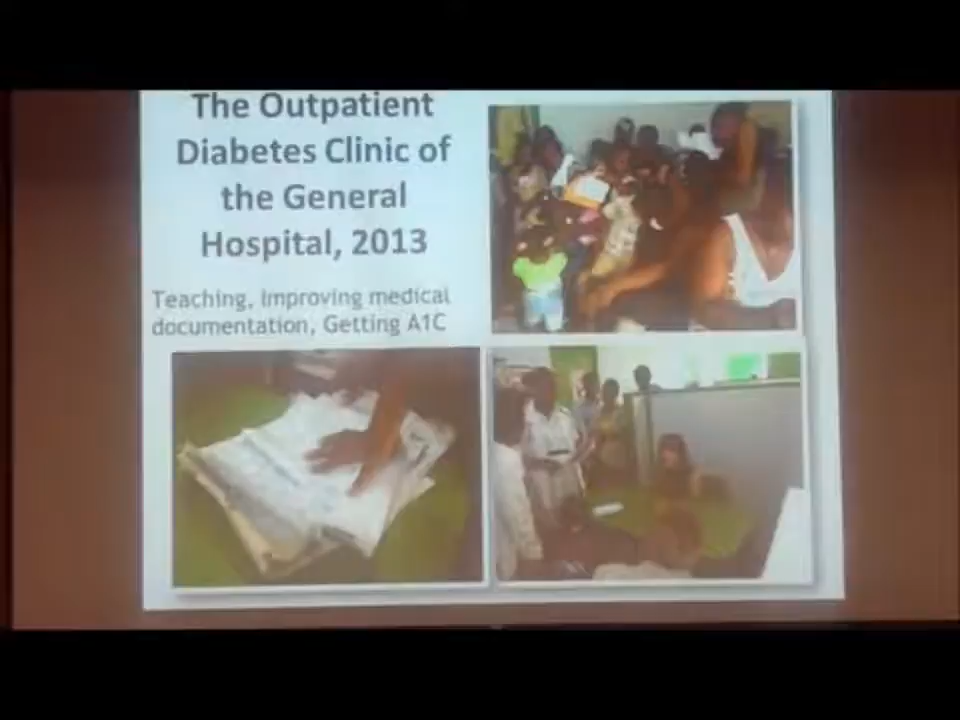 The Outpatient
Diabetes Clinic of
the General
Hospital, 2013
Teaching, improving medical
documentation, Getting A1C